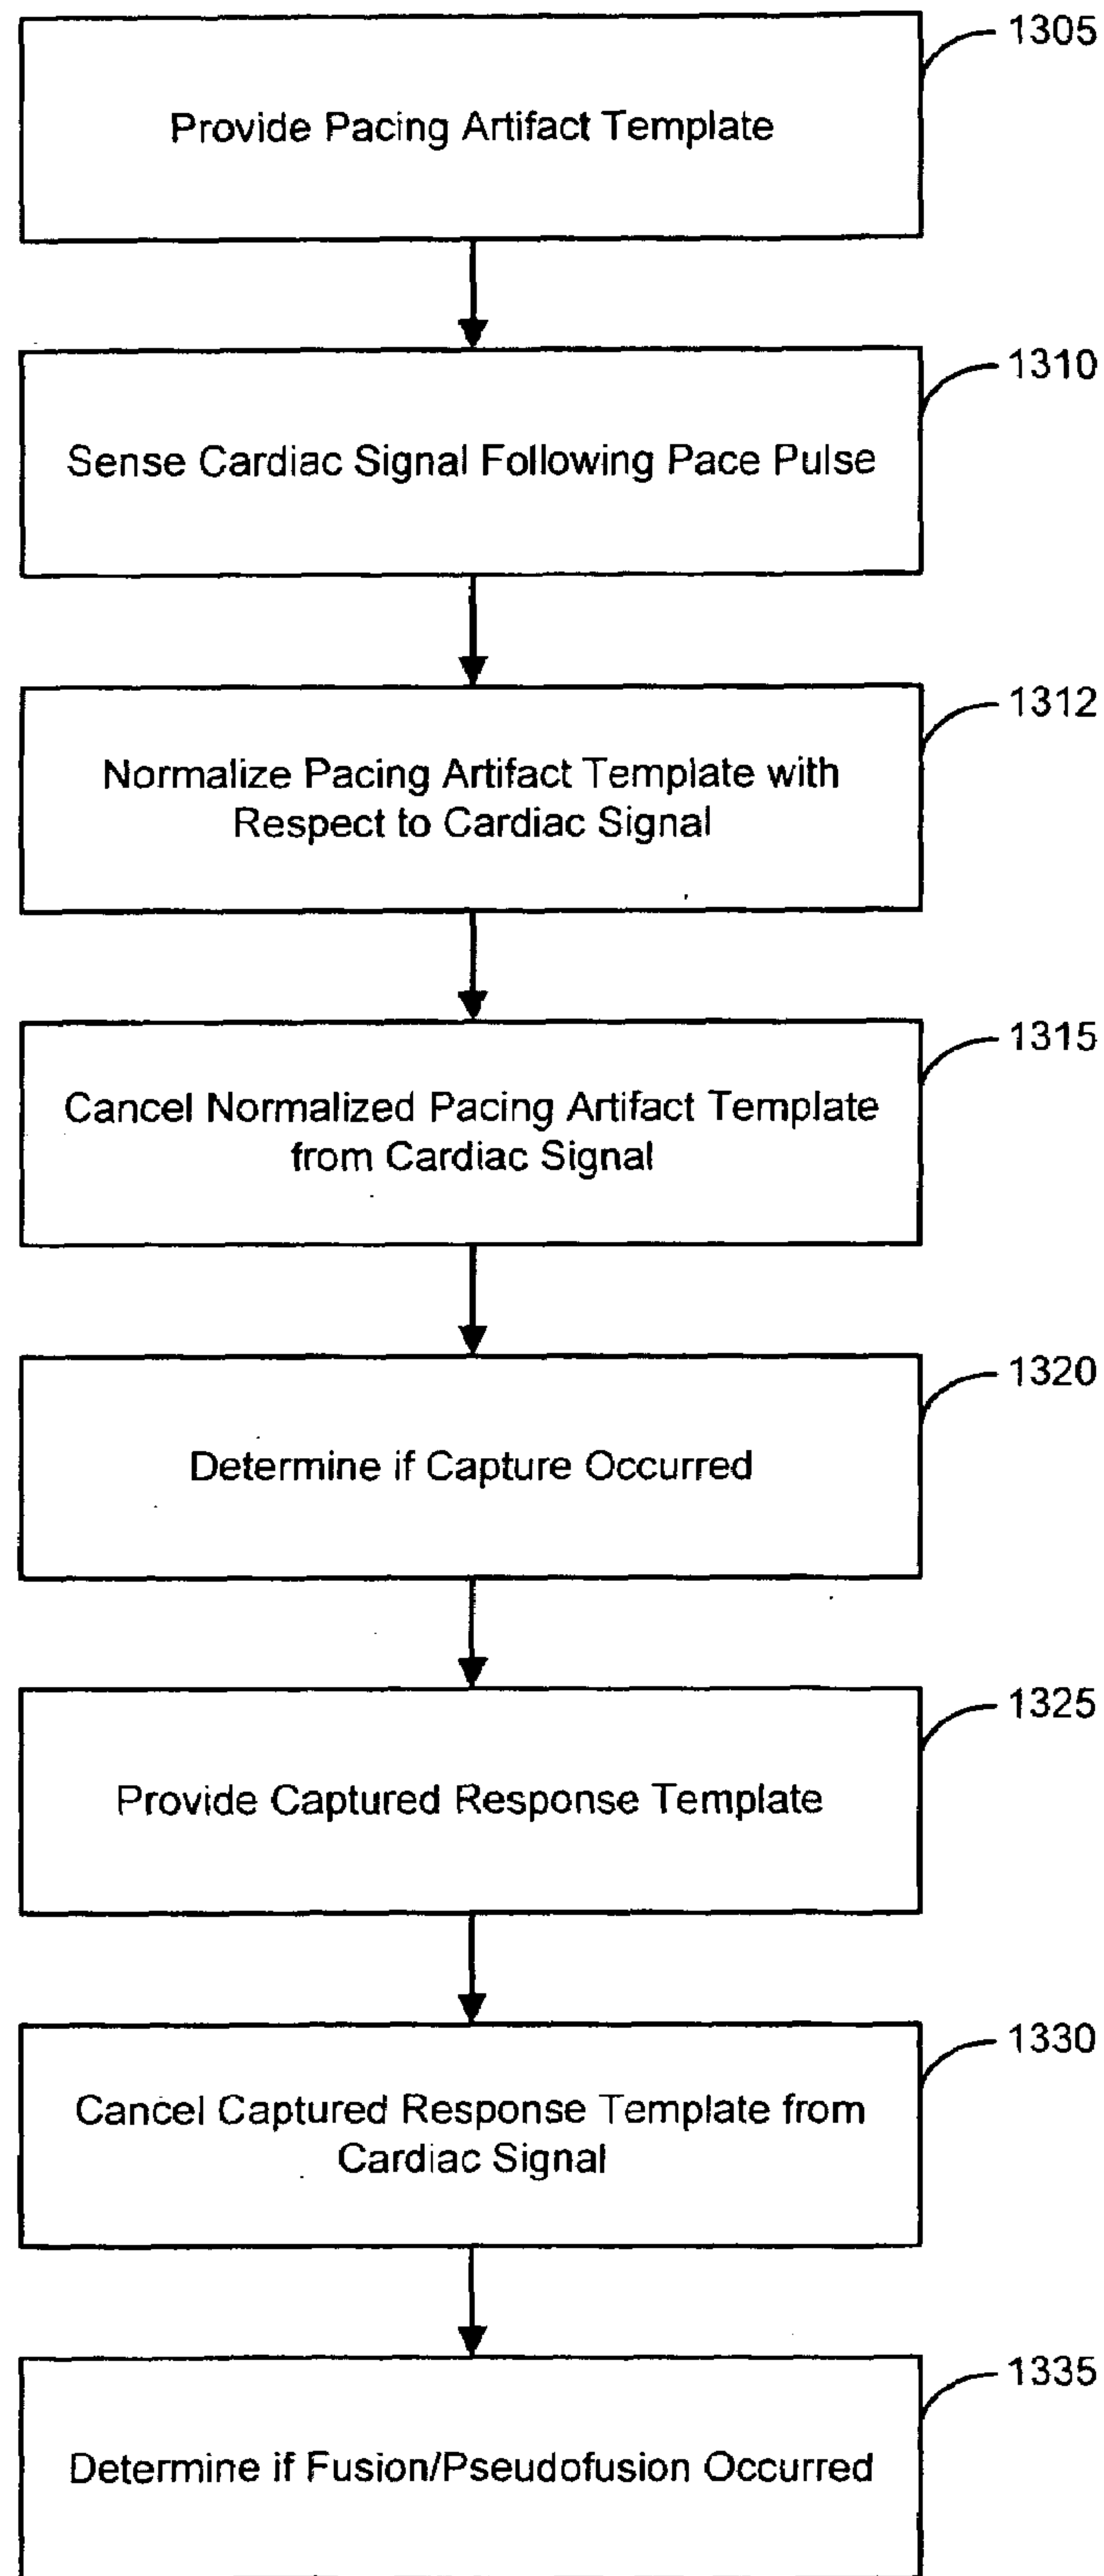 1305
Provide Pacing Artifact Template
1310
Sense Cardiac Signal Following Pace Pulse
1312
Normalize Pacing Artifact Template with
Respect to Cardiac Signal
1315
Cancel Normalized Pacing Artifact Template
from Cardiac Signal
1320
Determine if Capture Occurred
1325
Provide Captured Response Template
1330
Cancel Captured Response Template from
Cardiac Signal
1335
Determine if Fusion/Pseudofusion Occurred